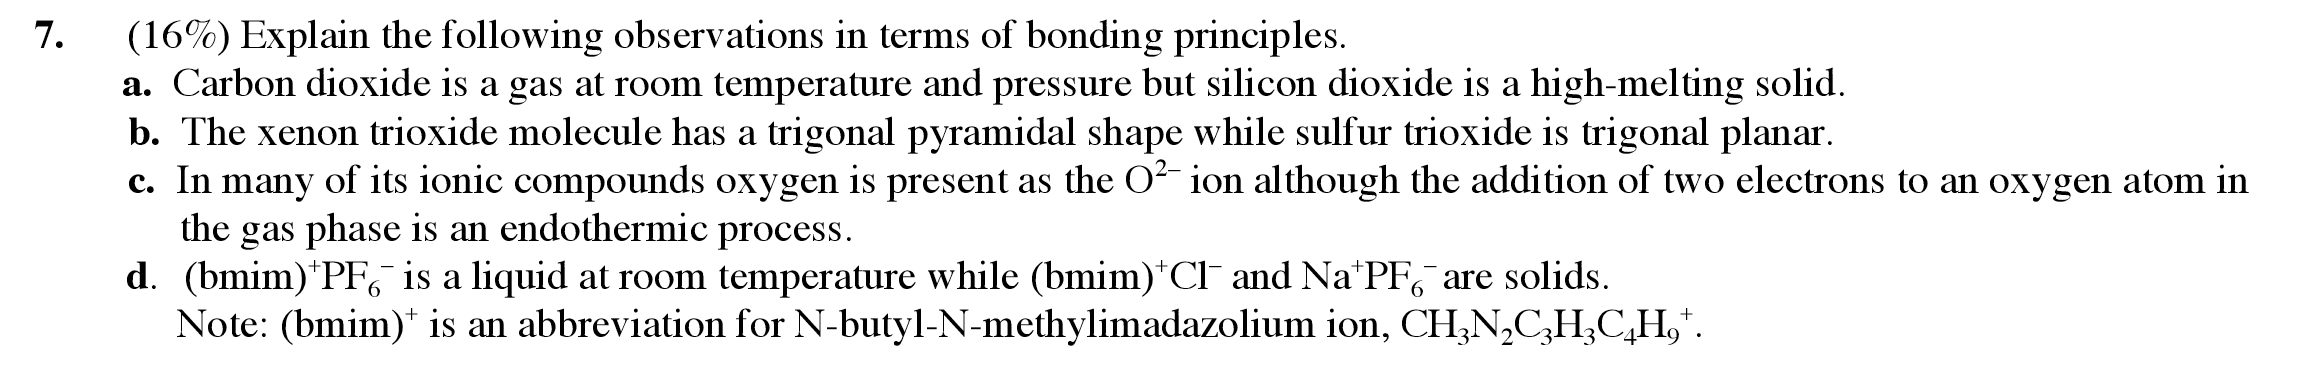 7. (16%) Explain the following observations in terms of bonding principles.
a. Carbon dioxide is a gas at room temperature and pressure but silicon dioxide is a high-melting solid.
b. The xenon trioxide molecule has a trigonal pyramidal shape while sulfur trioxide is trigonal planar.
c. In many of its ionic compounds oxygen is present as the O²⁻ ion although the addition of two electrons to an oxygen atom in
the gas phase is an endothermic process.
d. (bmim)⁺PF₆⁻ is a liquid at room temperature while (bmim)⁺Cl⁻ and Na⁺PF₆⁻ are solids.
Note: (bmim)⁺ is an abbreviation for N-butyl-N-methylimadazolium ion, CH₃N₂C₃H₃C₄H₉⁺.